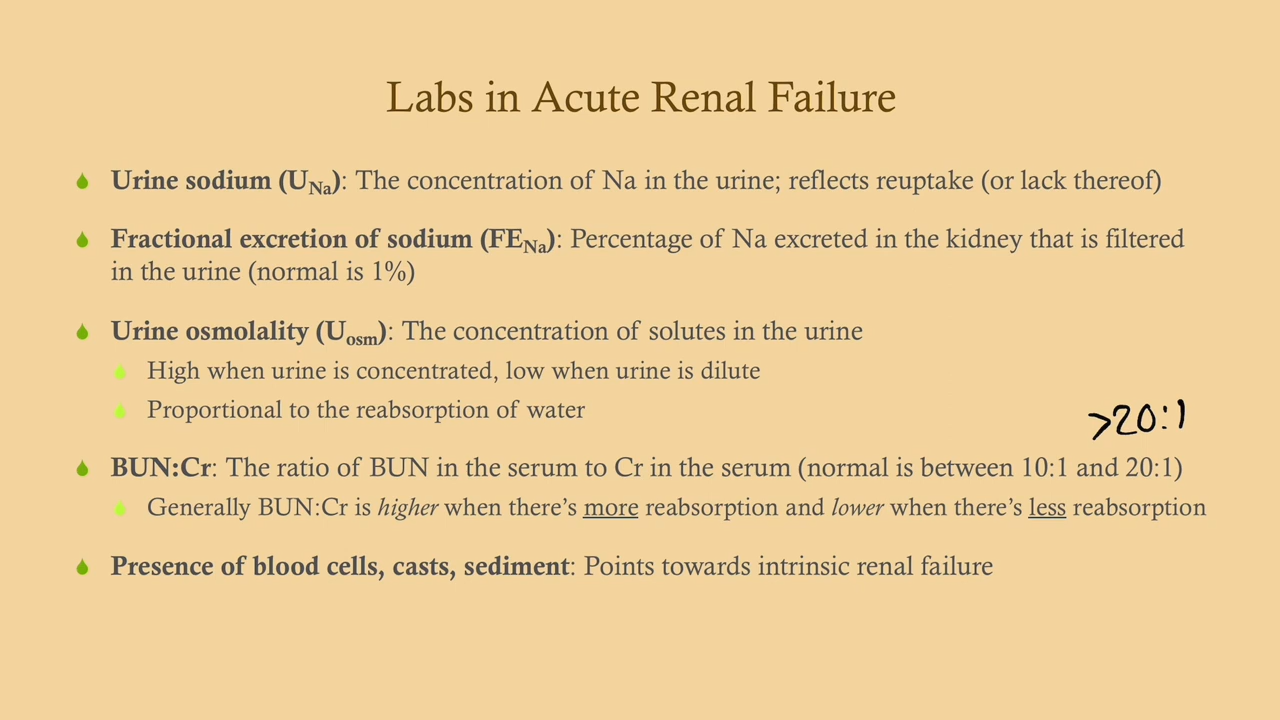 Labs in Acute Renal Failure
Urine sodium (UNa): The concentration of Na in the urine; reflects reuptake (or lack thereof)
Fractional excretion of sodium (FENa): Percentage of Na excreted in the kidney that is filtered
in the urine (normal is 1%)
Urine osmolality (Uosm): The concentration of solutes in the urine
High when urine is concentrated, low when urine is dilute
Proportional to the reabsorption of water
>20:1
BUN:Cr: The ratio of BUN in the serum to Cr in the serum (normal is between 10:1 and 20:1)
Generally BUN:Cr is higher when there's more reabsorption and lower when there's less reabsorption
Presence of blood cells, casts, sediment: Points towards intrinsic renal failure